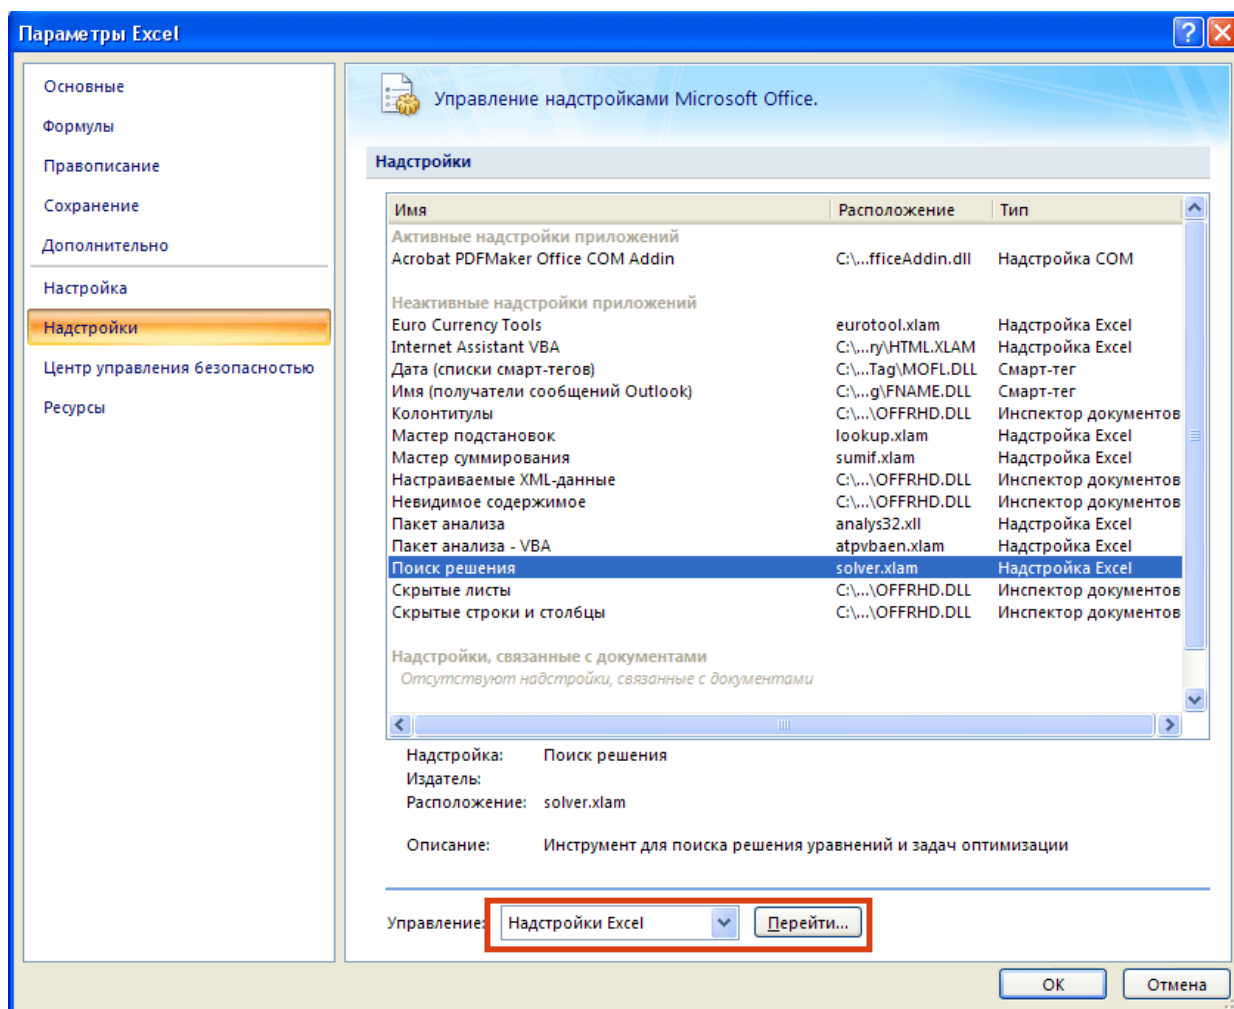 Параметры Excel
Основные
Формулы
Правописание
Сохранение
Дополнительно
Настройка
Надстройки
Центр управления безопасностью
Ресурсы
Управление надстройками Microsoft Office.
Надстройки
Имя Расположение Тип
Активные надстройки приложений
Acrobat PDFMaker Office COM Addin C:\...fficeAddin.dll Надстройка COM
Неактивные надстройки приложений
Euro Currency Tools eurotool.xlam Надстройка Excel
Internet Assistant VBA C:\...ry\HTML.XLAM Надстройка Excel
Дата (списки смарт-тегов) C:\...Tag\MOFL.DLL Смарт-тег
Имя (получатели сообщений Outlook) C:\...g\FNAME.DLL Смарт-тег
Колонтитулы C:\...\OFFRHD.DLL Инспектор документов
Мастер подстановок lookup.xlam Надстройка Excel
Мастер суммирования sumif.xlam Надстройка Excel
Настраиваемые XML-данные C:\...\OFFRHD.DLL Инспектор документов
Невидимое содержимое C:\...\OFFRHD.DLL Инспектор документов
Пакет анализа analys32.xll Надстройка Excel
Пакет анализа - VBA atpvbaen.xlam Надстройка Excel
Поиск решения solver.xlam Надстройка Excel
Скрытые листы C:\...\OFFRHD.DLL Инспектор документов
Скрытые строки и столбцы C:\...\OFFRHD.DLL Инспектор документов
Надстройки, связанные с документами
Отсутствуют надстройки, связанные с документами
Надстройка: Поиск решения
Издатель:
Расположение: solver.xlam
Описание: Инструмент для поиска решения уравнений и задач оптимизации
Управление: Надстройки Excel Перейти...
ОК Отмена